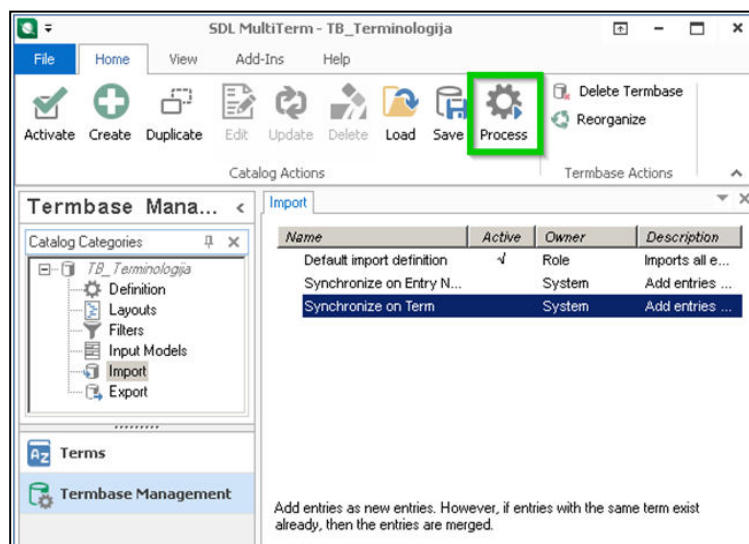 SDL MultiTerm - TB_Terminologija
File Home View Add-Ins Help
Activate Create Duplicate Edit Update Delete Load Save Process
Delete Termbase
Reorganize
Catalog Actions Termbase Actions
Termbase Mana...
Catalog Categories
TB_Terminologija
Definition
Layouts
Filters
Input Models
Import
Export
AZ Terms
Termbase Management
Import
Name Active Owner Description
Default import definition √ Role Imports all e...
Synchronize on Entry N... System Add entries ...
Synchronize on Term System Add entries ...
Add entries as new entries. However, if entries with the same term exist
already, then the entries are merged.